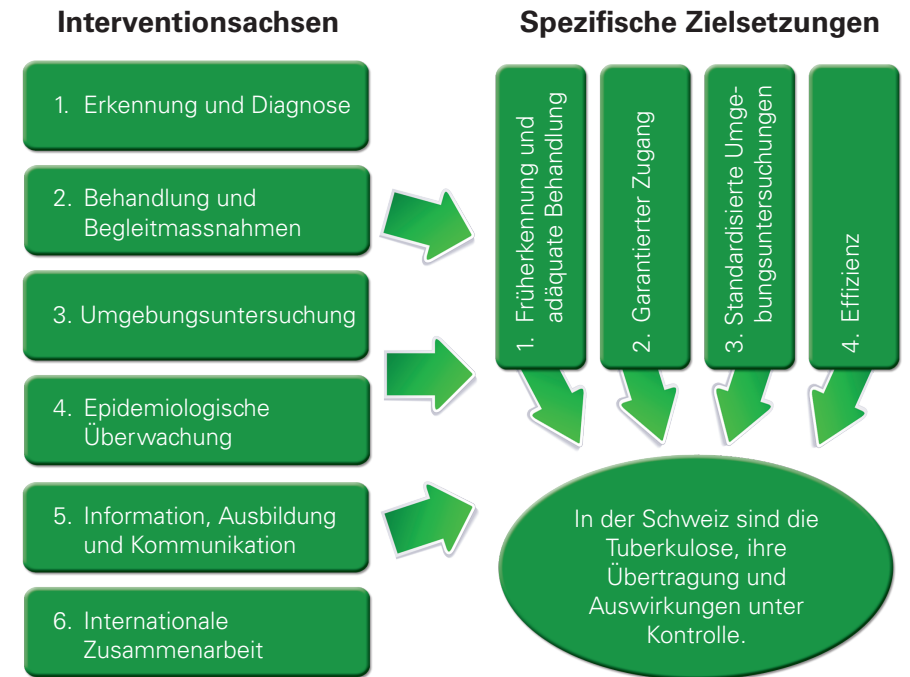 Interventionsachsen
1. Erkennung und Diagnose
2. Behandlung und
Begleitmassnahmen
3. Umgebungsuntersuchung
4. Epidemiologische
Überwachung
5. Information, Ausbildung
und Kommunikation
6. Internationale
Zusammenarbeit
Spezifische Zielsetzungen
1. Früherkennung und
adäquate Behandlung
2. Garantierter Zugang
3. Standardisierte Umge-
bungsuntersuchungen
4. Effizienz
In der Schweiz sind die
Tuberkulose, ihre
Übertragung und
Auswirkungen unter
Kontrolle.